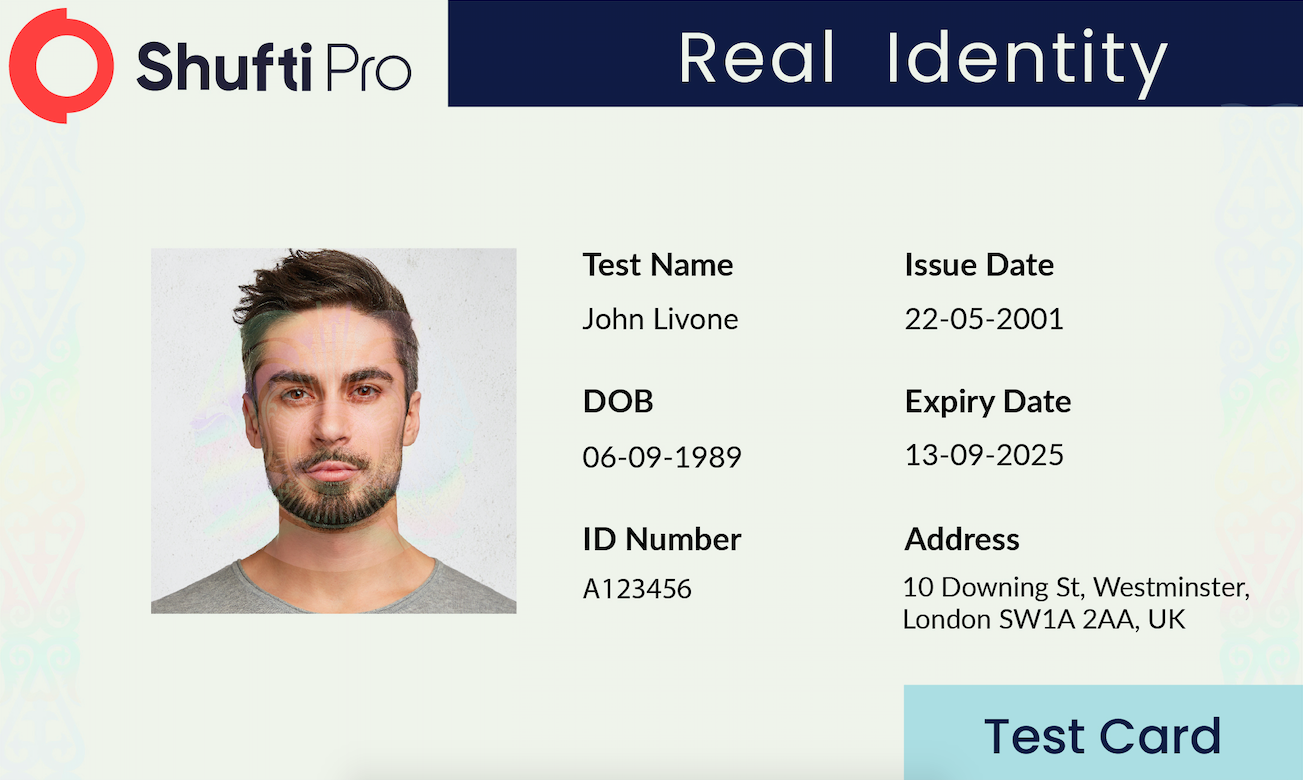 Shufti Pro
Real Identity
Test Name
John Livone
Issue Date
22-05-2001
DOB
06-09-1989
Expiry Date
13-09-2025
ID Number
A123456
Address
10 Downing St, Westminster,
London SW1A 2AA, UK
Test Card